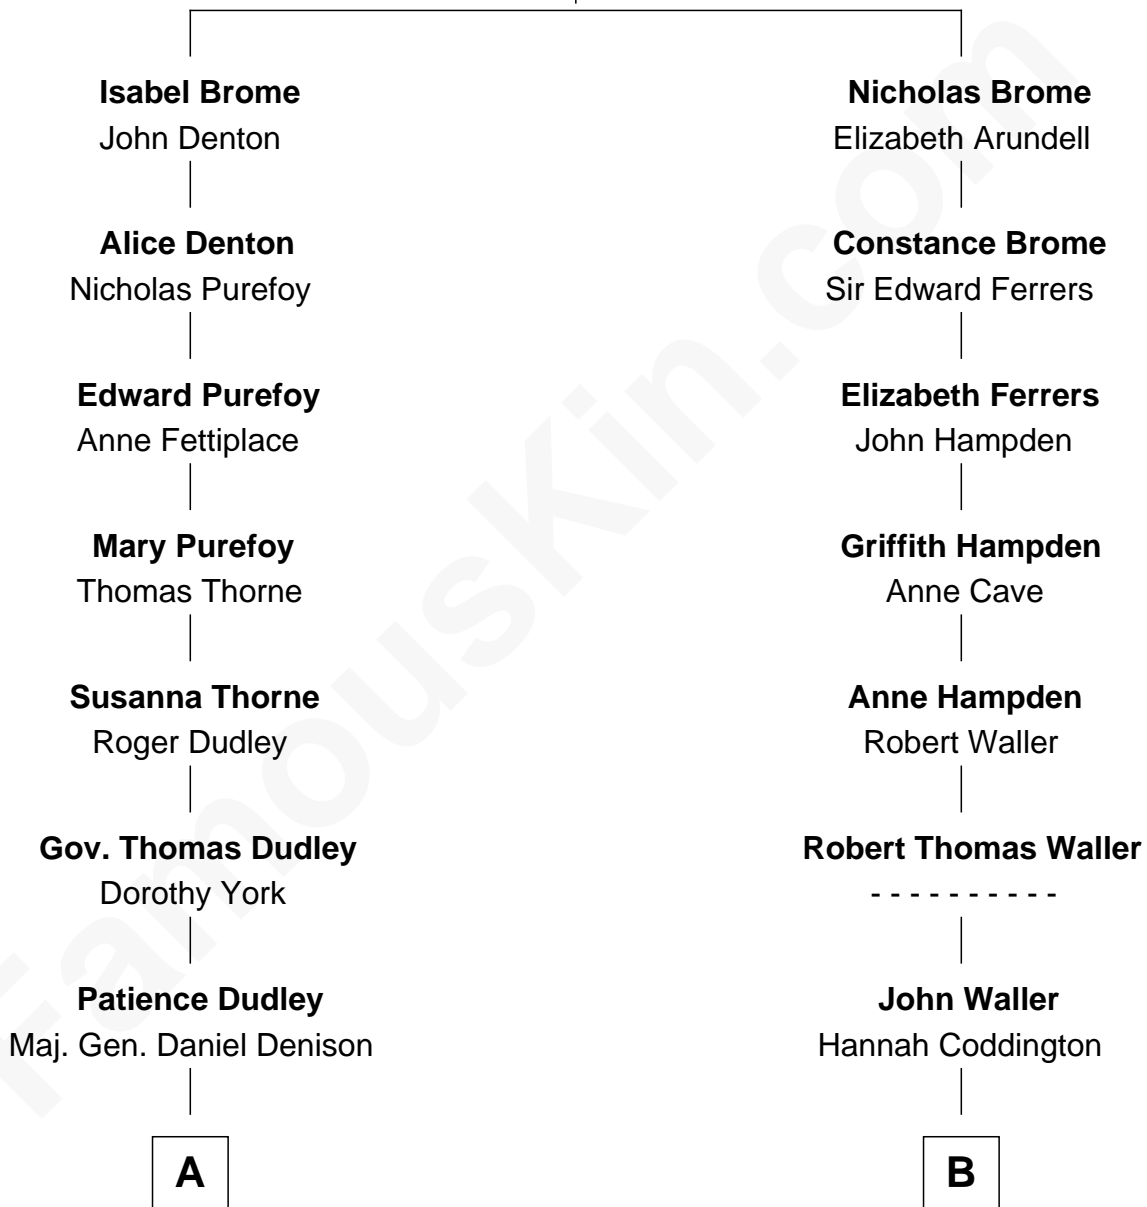 Isabel Brome
John Denton
Nicholas Brome
Elizabeth Arundell
Alice Denton
Nicholas Purefoy
Constance Brome
Sir Edward Ferrers
Edward Purefoy
Anne Fettiplace
Elizabeth Ferrers
John Hampden
Mary Purefoy
Thomas Thorne
Griffith Hampden
Anne Cave
Susanna Thorne
Roger Dudley
Anne Hampden
Robert Waller
Gov. Thomas Dudley
Dorothy York
Robert Thomas Waller
- - - - - - - - - -
Patience Dudley
Maj. Gen. Daniel Denison
John Waller
Hannah Coddington
A
B
FamousKin.com